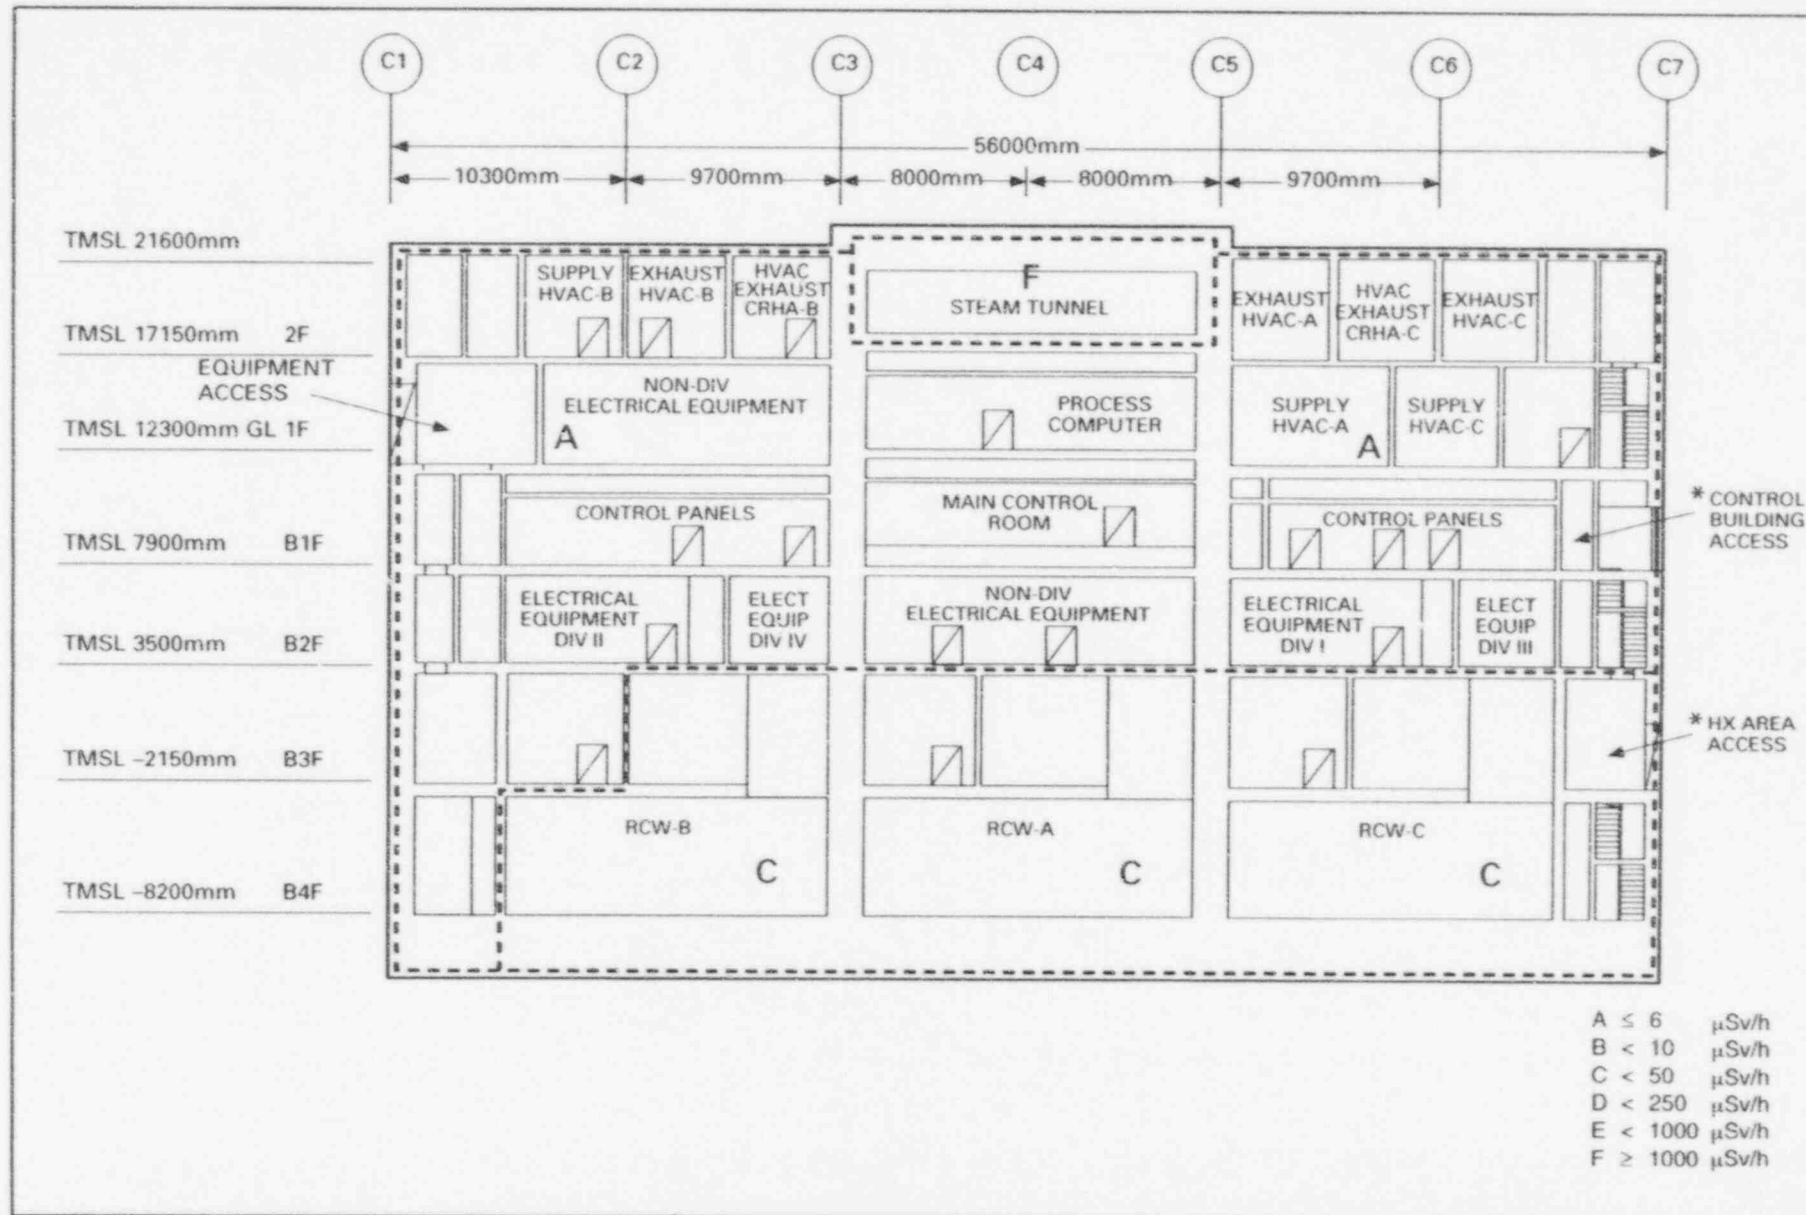 C1 C2 C3 C4 C5 C6 C7
56000mm
10300mm 9700mm 8000mm 8000mm 9700mm
TMSL 21600mm
TMSL 17150mm 2F
EQUIPMENT
ACCESS
TMSL 12300mm GL 1F
TMSL 7900mm B1F
TMSL 3500mm B2F
TMSL -2150mm B3F
TMSL -8200mm B4F
SUPPLY
HVAC-B
EXHAUST
HVAC-B
HVAC
EXHAUST
CRHA-B
F
STEAM TUNNEL
EXHAUST
HVAC-A
HVAC
EXHAUST
CRHA-C
EXHAUST
HVAC-C
NON-DIV
ELECTRICAL EQUIPMENT
A
PROCESS
COMPUTER
SUPPLY
HVAC-A
A
SUPPLY
HVAC-C
CONTROL PANELS
MAIN CONTROL
ROOM
CONTROL PANELS
* CONTROL
BUILDING
ACCESS
ELECTRICAL
EQUIPMENT
DIV II
ELECT
EQUIP
DIV IV
NON-DIV
ELECTRICAL EQUIPMENT
ELECTRICAL
EQUIPMENT
DIV I
ELECT
EQUIP
DIV III
* HX AREA
ACCESS
RCW-B
C
RCW-A
C
RCW-C
C
A ≤ 6 µSv/h
B < 10 µSv/h
C < 50 µSv/h
D < 250 µSv/h
E < 1000 µSv/h
F ≥ 1000 µSv/h